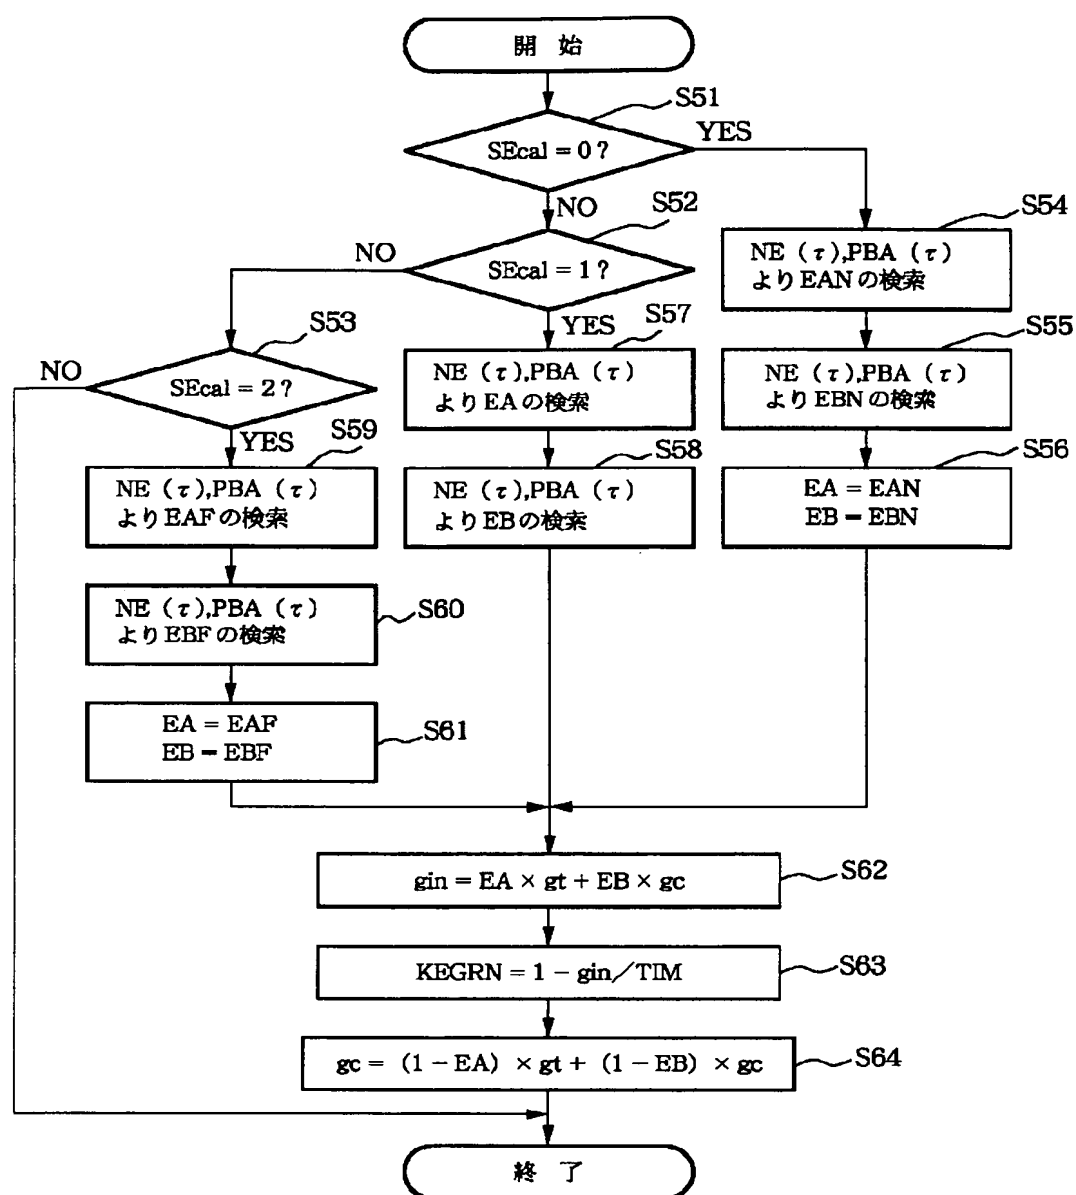 開 始
S51
SEcal = 0?
YES
NO
S52
SEcal = 1?
NO
YES
S54
NE (τ),PBA (τ)
より EAN の検索
S53
SEcal = 2?
NO
YES
S57
NE (τ),PBA (τ)
より EA の検索
S55
NE (τ),PBA (τ)
より EBN の検索
S59
NE (τ),PBA (τ)
より EAF の検索
S58
NE (τ),PBA (τ)
より EB の検索
S56
EA = EAN
EB = EBN
S60
NE (τ),PBA (τ)
より EBF の検索
S61
EA = EAF
EB = EBF
gin = EA × gt + EB × gc
S62
KEGRN = 1 - gin/TIM
S63
gc = (1 - EA) × gt + (1 - EB) × gc
S64
終 了